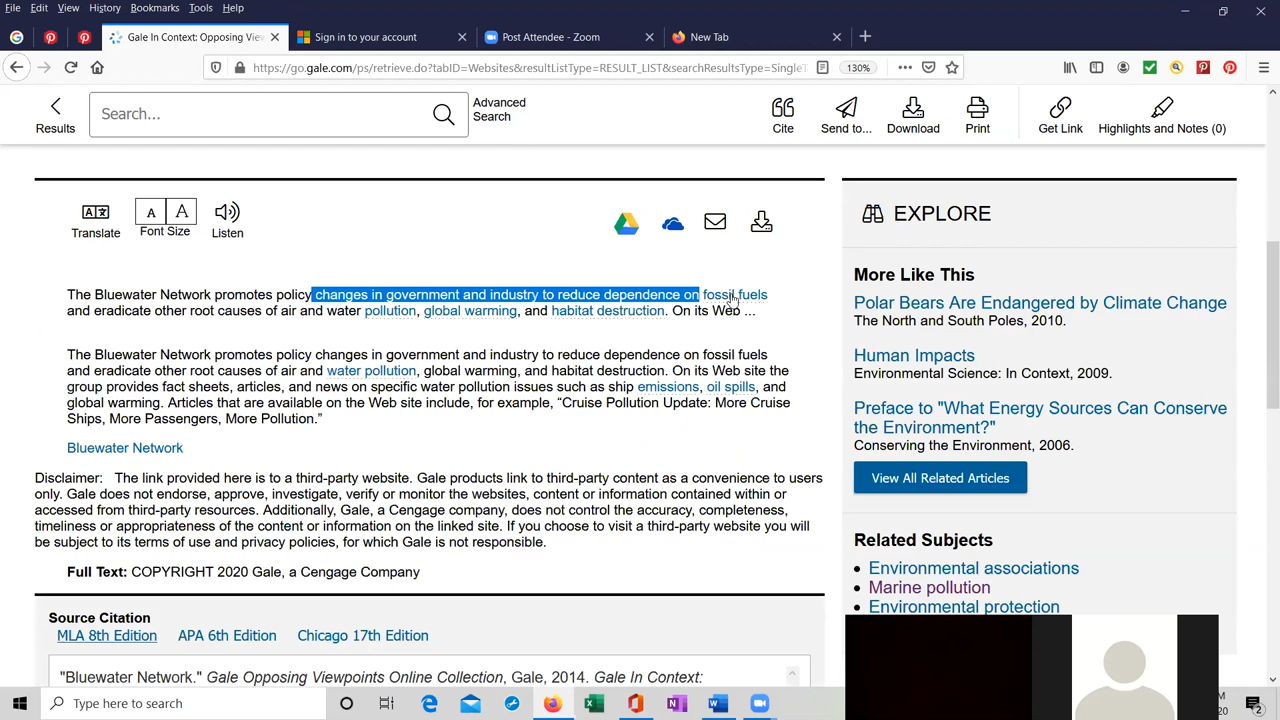 File Edit View History Bookmarks Tools Help
Gale In Context: Opposing View
Sign in to your account
Post Attendee - Zoom
New Tab
https://go.gale.com/ps/retrieve.do?tabID=Websites&resultListType=RESULT_LIST&searchResultsType=SingleT
130%
Results
Search...
Advanced
Search
Cite
Send to...
Download
Print
Get Link
Highlights and Notes (0)
Translate
A A
Font Size
Listen
The Bluewater Network promotes policy changes in government and industry to reduce dependence on fossil fuels
and eradicate other root causes of air and water pollution, global warming, and habitat destruction. On its Web ...
The Bluewater Network promotes policy changes in government and industry to reduce dependence on fossil fuels
and eradicate other root causes of air and water pollution, global warming, and habitat destruction. On its Web site the
group provides fact sheets, articles, and news on specific water pollution issues such as ship emissions, oil spills, and
global warming. Articles that are available on the Web site include, for example, “Cruise Pollution Update: More Cruise
Ships, More Passengers, More Pollution.”
Bluewater Network
Disclaimer: The link provided here is to a third-party website. Gale products link to third-party content as a convenience to users
only. Gale does not endorse, approve, investigate, verify or monitor the websites, content or information contained within or
accessed from third-party resources. Additionally, Gale, a Cengage company, does not control the accuracy, completeness,
timeliness or appropriateness of the content or information on the linked site. If you choose to visit a third-party website you will
be subject to its terms of use and privacy policies, for which Gale is not responsible.
Full Text: COPYRIGHT 2020 Gale, a Cengage Company
Source Citation
MLA 8th Edition APA 6th Edition Chicago 17th Edition
"Bluewater Network." Gale Opposing Viewpoints Online Collection, Gale, 2014. Gale In Context:
EXPLORE
More Like This
Polar Bears Are Endangered by Climate Change
The North and South Poles, 2010.
Human Impacts
Environmental Science: In Context, 2009.
Preface to "What Energy Sources Can Conserve
the Environment?"
Conserving the Environment, 2006.
View All Related Articles
Related Subjects
Environmental associations
Marine pollution
Environmental protection
Type here to search
M
20
2